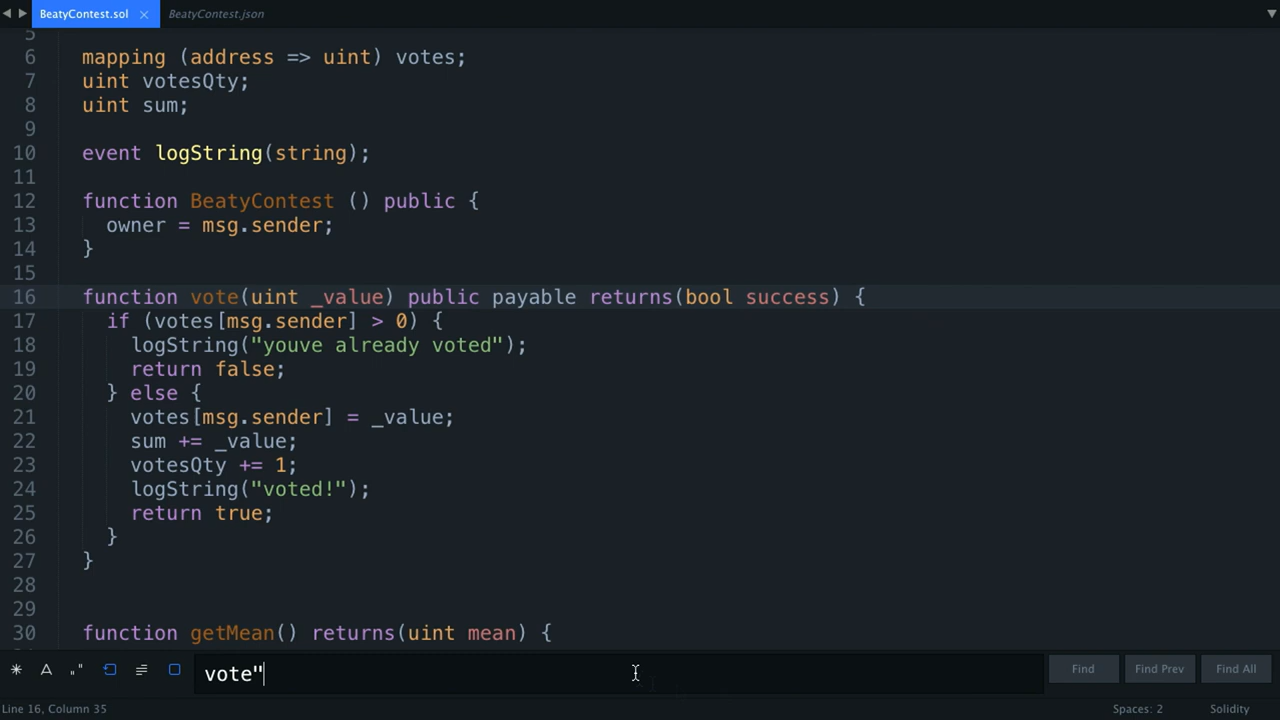 BeatyContest.sol × BeatyContest.json
5
6 mapping (address => uint) votes;
7 uint votesQty;
8 uint sum;
9
10 event logString(string);
11
12 function BeatyContest () public {
13 owner = msg.sender;
14 }
15
16 function vote(uint _value) public payable returns(bool success) {
17 if (votes[msg.sender] > 0) {
18 logString("youve already voted");
19 return false;
20 } else {
21 votes[msg.sender] = _value;
22 sum += _value;
23 votesQty += 1;
24 logString("voted!");
25 return true;
26 }
27 }
28
29
30 function getMean() returns(uint mean) {
vote" Find Find Prev Find All
Line 16, Column 35 Spaces: 2 Solidity